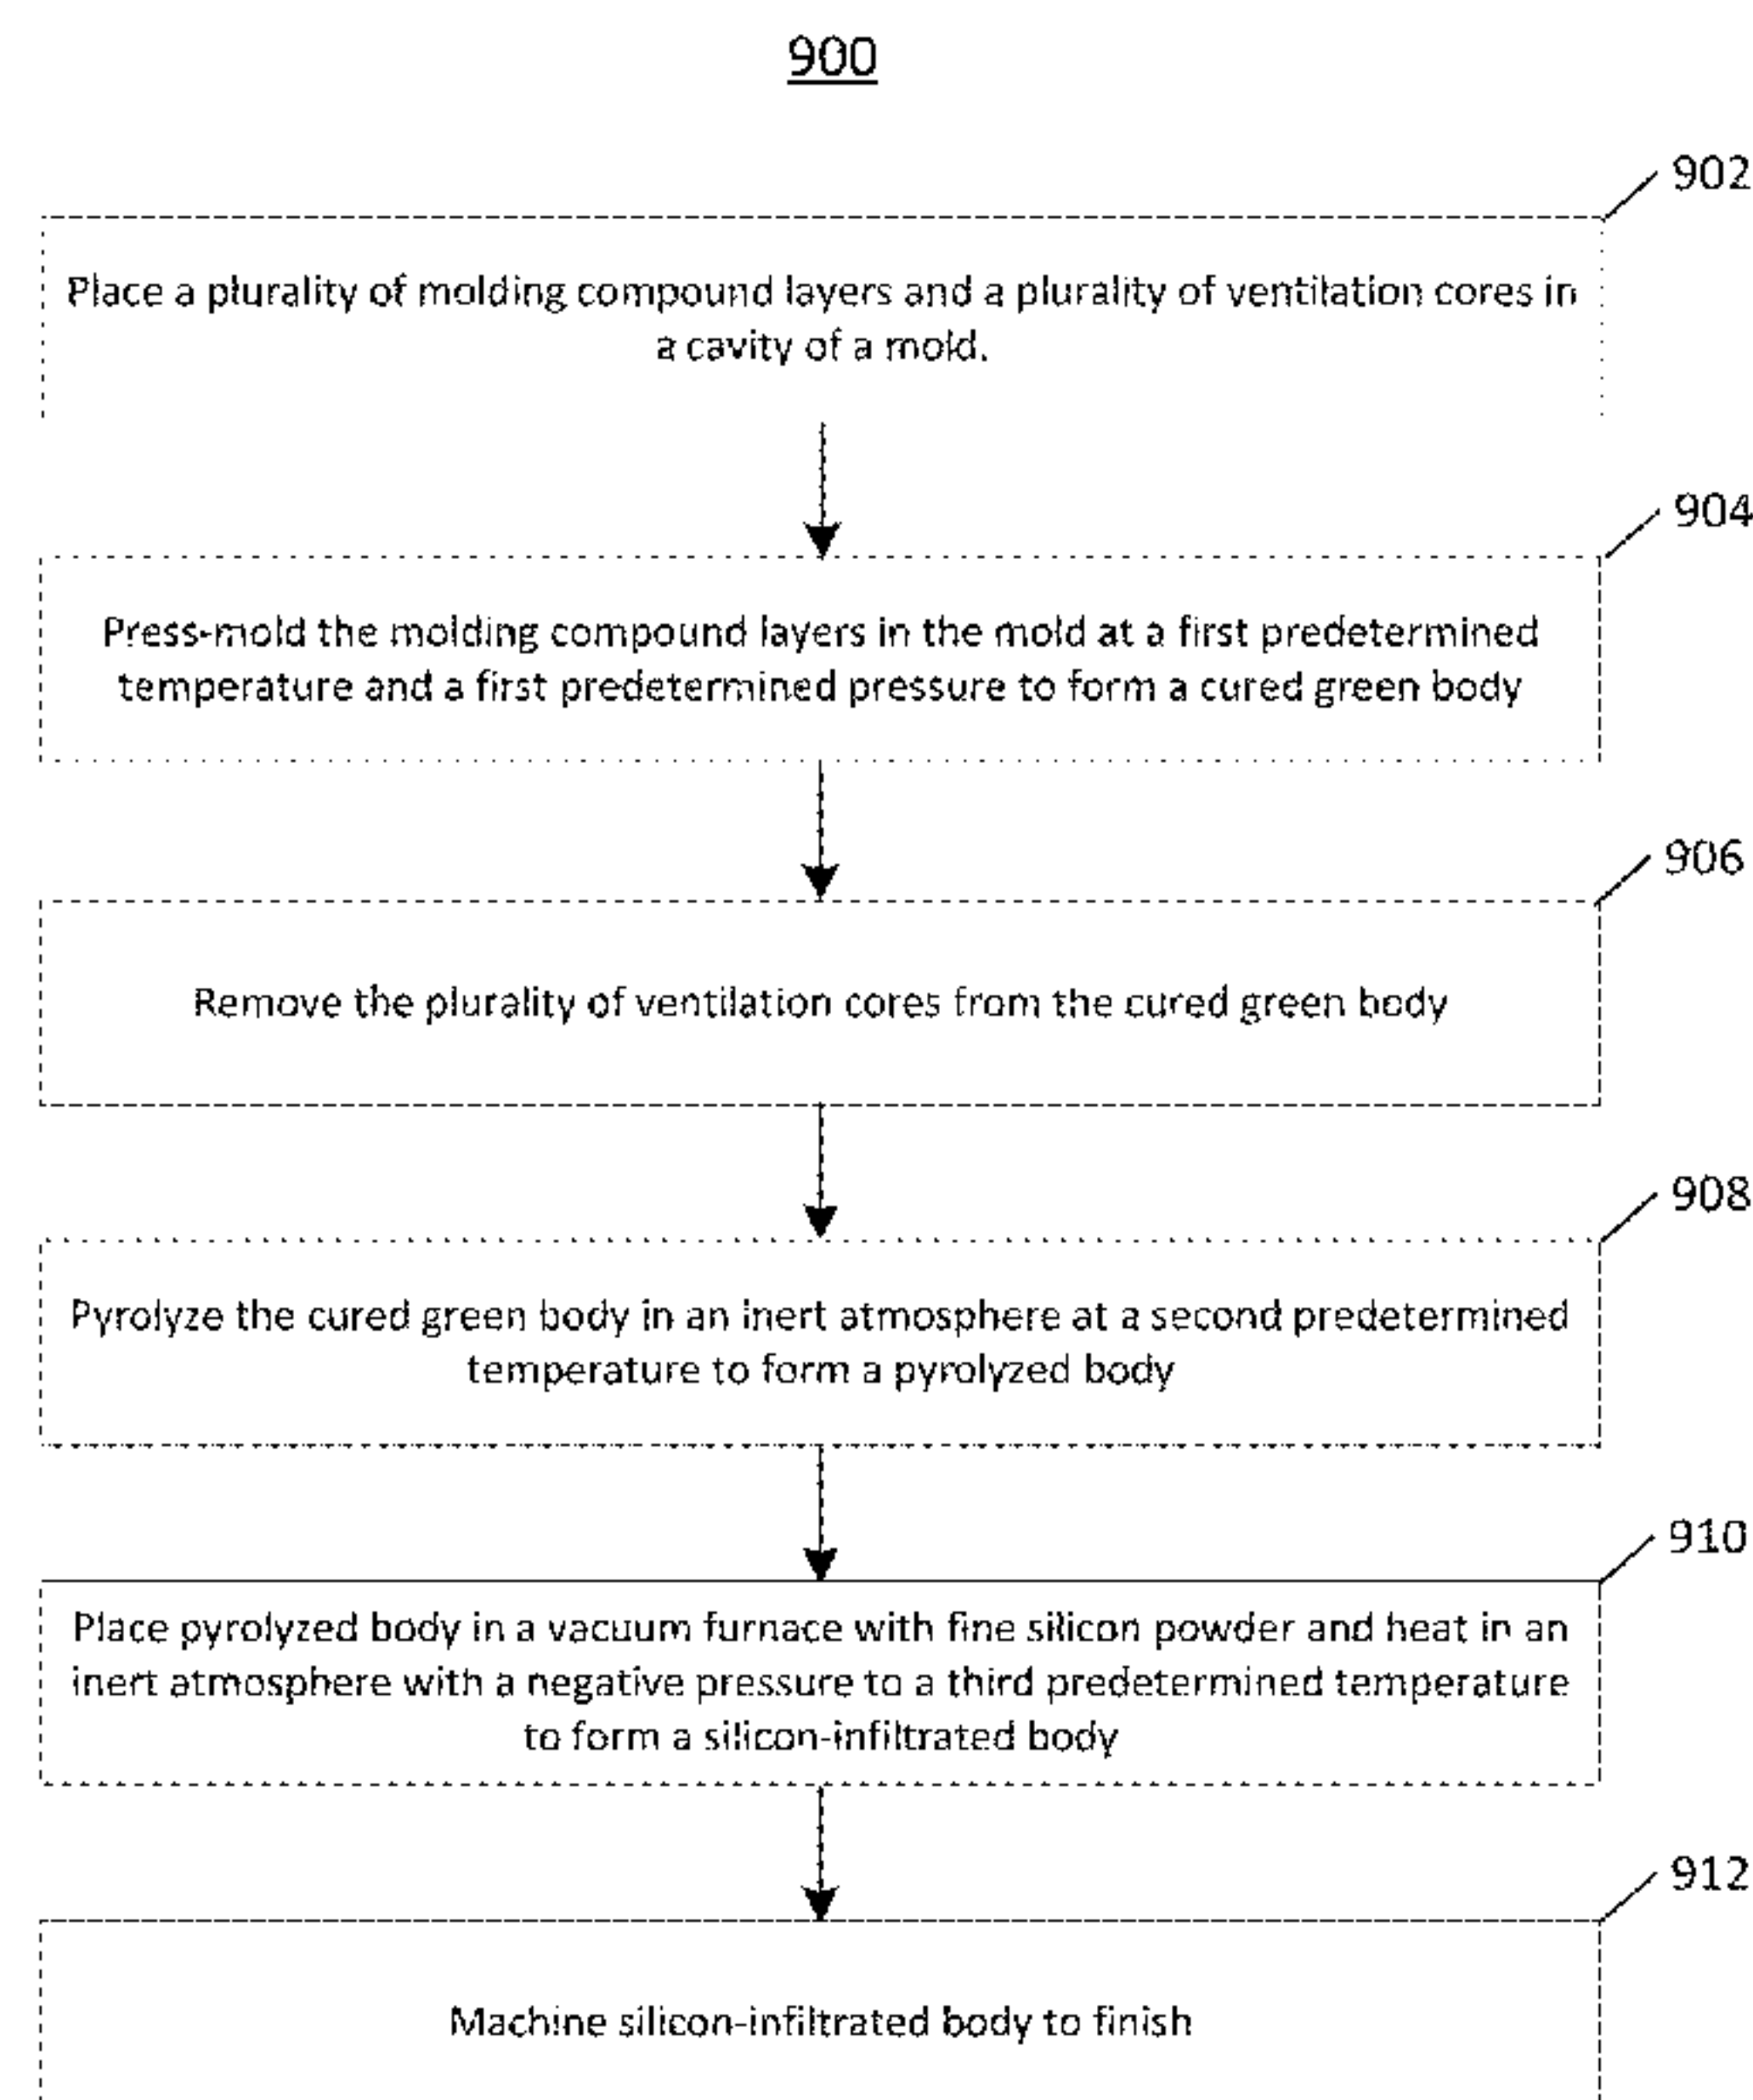 900
902
Place a plurality of molding compound layers and a plurality of ventilation cores in
a cavity of a mold.
904
Press-mold the molding compound layers in the mold at a first predetermined
temperature and a first predetermined pressure to form a cured green body
906
Remove the plurality of ventilation cores from the cured green body
908
Pyrolyze the cured green body in an inert atmosphere at a second predetermined
temperature to form a pyrolyzed body
910
Place pyrolyzed body in a vacuum furnace with fine silicon powder and heat in an
inert atmosphere with a negative pressure to a third predetermined temperature
to form a silicon-infiltrated body
912
Machine silicon-infiltrated body to finish